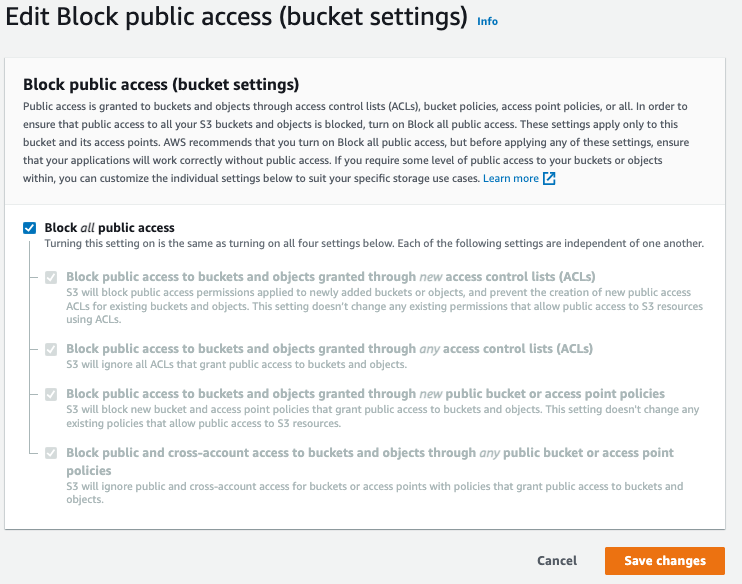 Edit Block public access (bucket settings) Info
Block public access (bucket settings)
Public access is granted to buckets and objects through access control lists (ACLs), bucket policies, access point policies, or all. In order to
ensure that public access to all your S3 buckets and objects is blocked, turn on Block all public access. These settings apply only to this
bucket and its access points. AWS recommends that you turn on Block all public access, but before applying any of these settings, ensure
that your applications will work correctly without public access. If you require some level of public access to your buckets or objects
within, you can customize the individual settings below to suit your specific storage use cases. Learn more
Block all public access
Turning this setting on is the same as turning on all four settings below. Each of the following settings are independent of one another.
Block public access to buckets and objects granted through new access control lists (ACLs)
S3 will block public access permissions applied to newly added buckets or objects, and prevent the creation of new public access
ACLs for existing buckets and objects. This setting doesn't change any existing permissions that allow public access to S3 resources
using ACLs.
Block public access to buckets and objects granted through any access control lists (ACLs)
S3 will ignore all ACLs that grant public access to buckets and objects.
Block public access to buckets and objects granted through new public bucket or access point policies
S3 will block new bucket and access point policies that grant public access to buckets and objects. This setting doesn't change any
existing policies that allow public access to S3 resources.
Block public and cross-account access to buckets and objects through any public bucket or access point
policies
S3 will ignore public and cross-account access for buckets or access points with policies that grant public access to buckets and
objects.
Cancel Save changes